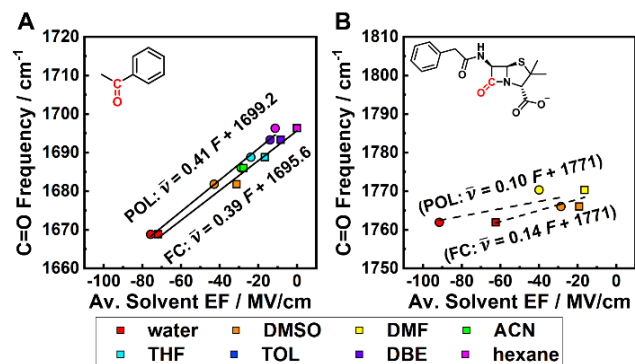 A
B
C=O Frequency / cm⁻¹
1720
1710
1700
1690
1680
1670
1660
-100 -80 -60 -40 -20 0
Av. Solvent EF / MV/cm
O
POL: ν̄ = 0.41 F + 1699.2
FC: ν̄ = 0.39 F + 1695.6
C=O Frequency / cm⁻¹
1810
1800
1790
1780
1770
1760
1750
-100 -80 -60 -40 -20 0
Av. Solvent EF / MV/cm
H
N
S
O
O
N
O
O⁻
(POL: ν̄ = 0.10 F + 1771)
(FC: ν̄ = 0.14 F + 1771)
water DMSO DMF ACN
THF TOL DBE hexane